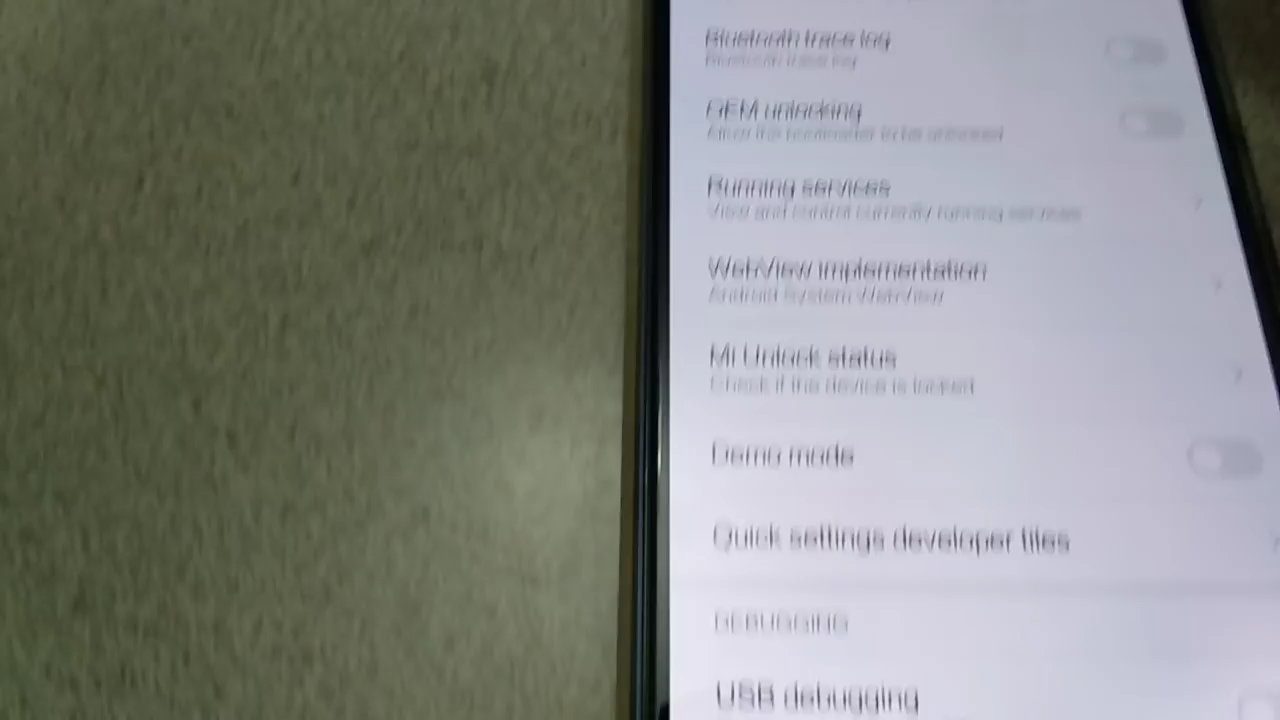 Bluetooth trace log
Bluetooth trace log
OEM unlocking
Allow the bootloader to be unlocked
Running services
View and control currently running services
WebView implementation
Android System WebView
Mi Unlock status
Check if the device is locked
Demo mode
Quick settings developer tiles
DEBUGGING
USB debugging